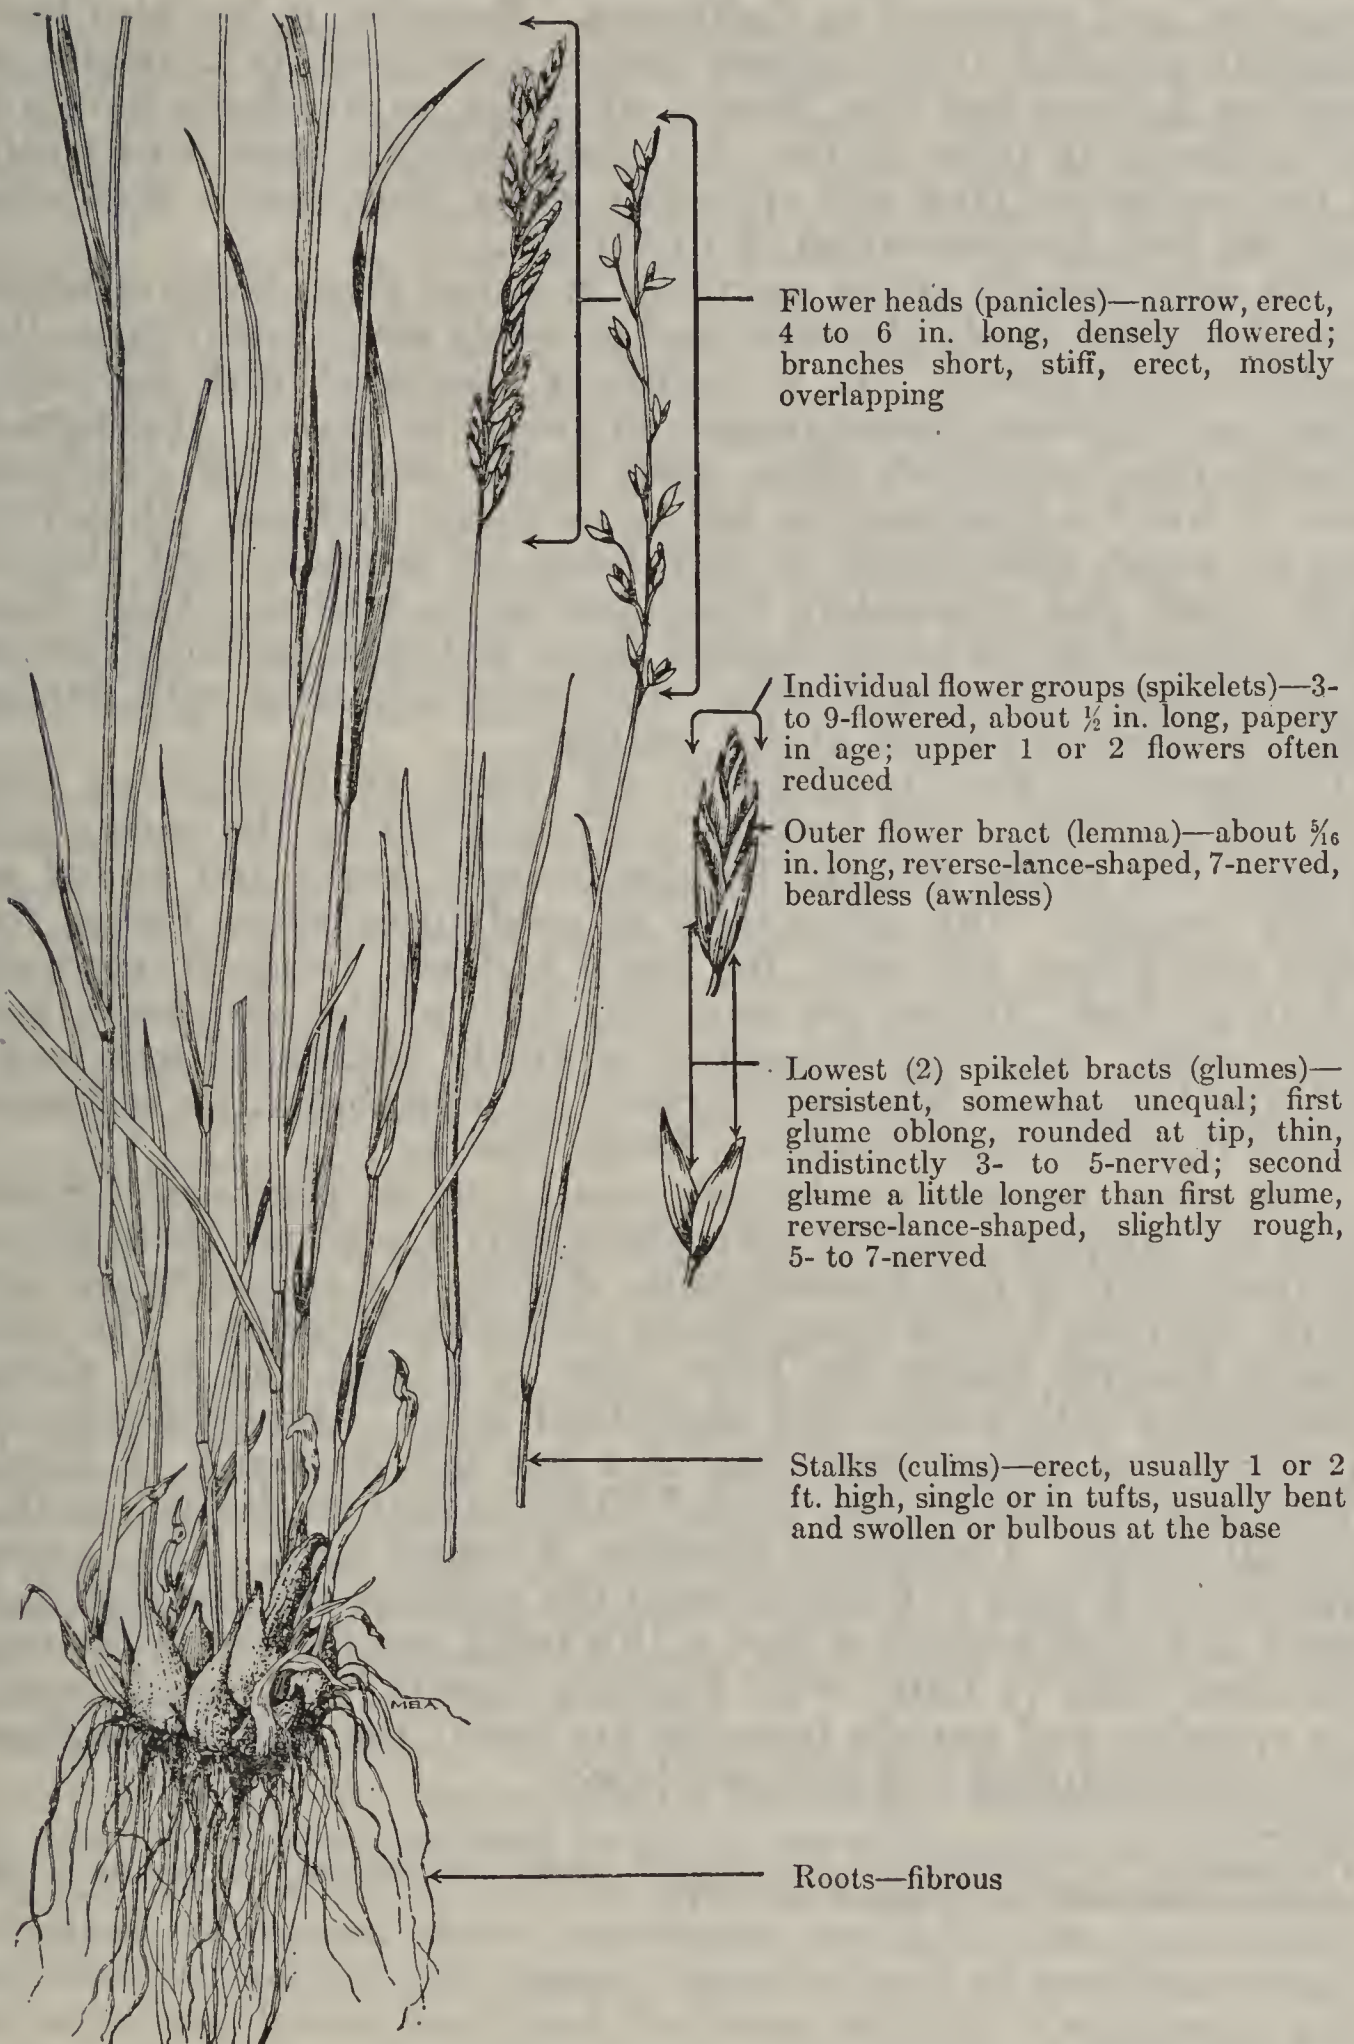 Flower heads (panicles)—narrow, erect,
4 to 6 in. long, densely flowered;
branches short, stiff, erect, mostly
overlapping
Individual flower groups (spikelets)—3-
to 9-flowered, about ½ in. long, papery
in age; upper 1 or 2 flowers often
reduced
Outer flower bract (lemma)—about 5/16
in. long, reverse-lance-shaped, 7-nerved,
beardless (awnless)
Lowest (2) spikelet bracts (glumes)—
persistent, somewhat unequal; first
glume oblong, rounded at tip, thin,
indistinctly 3- to 5-nerved; second
glume a little longer than first glume,
reverse-lance-shaped, slightly rough,
5- to 7-nerved
Stalks (culms)—erect, usually 1 or 2
ft. high, single or in tufts, usually bent
and swollen or bulbous at the base
MBA
Roots—fibrous